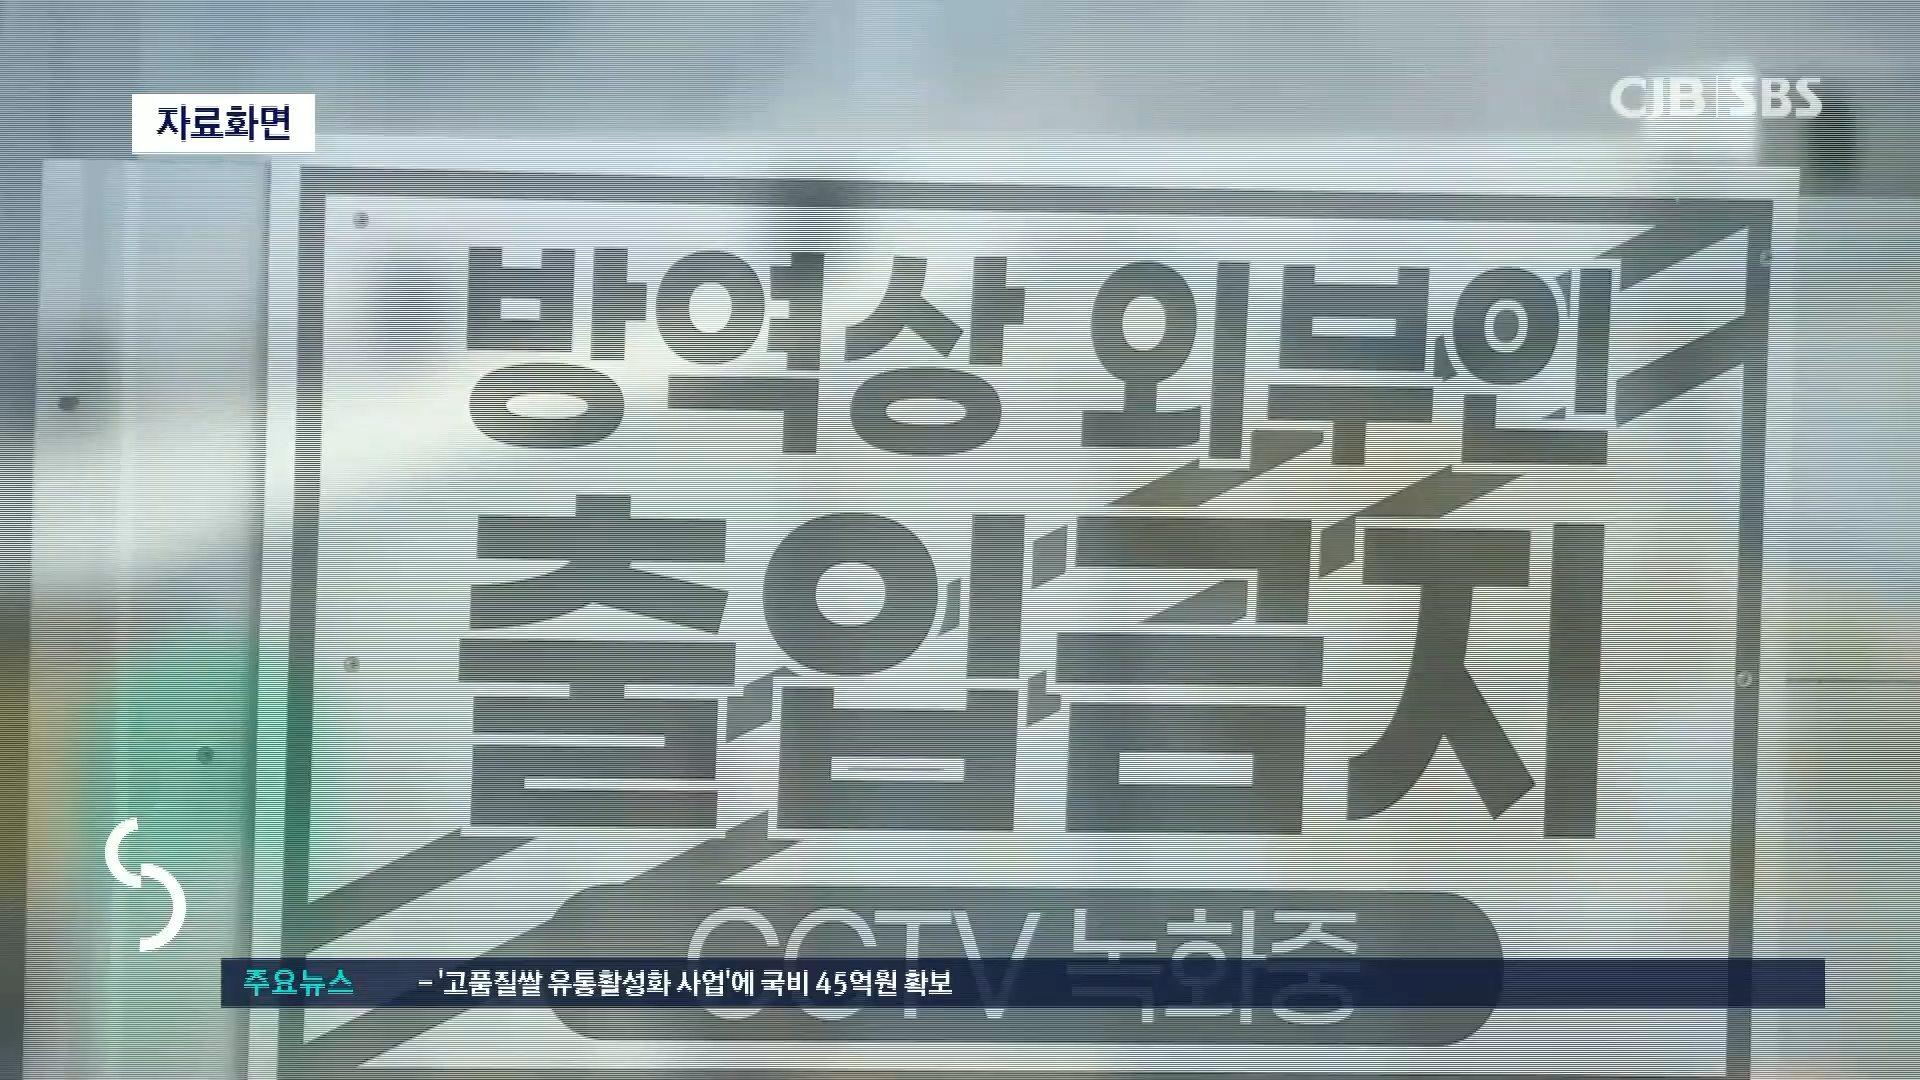 자료화면
CJB SBS
방역상 외부인
출입금지
CCTV 녹화중
주요뉴스 - '고품질쌀 유통활성화 사업'에 국비 45억원 확보